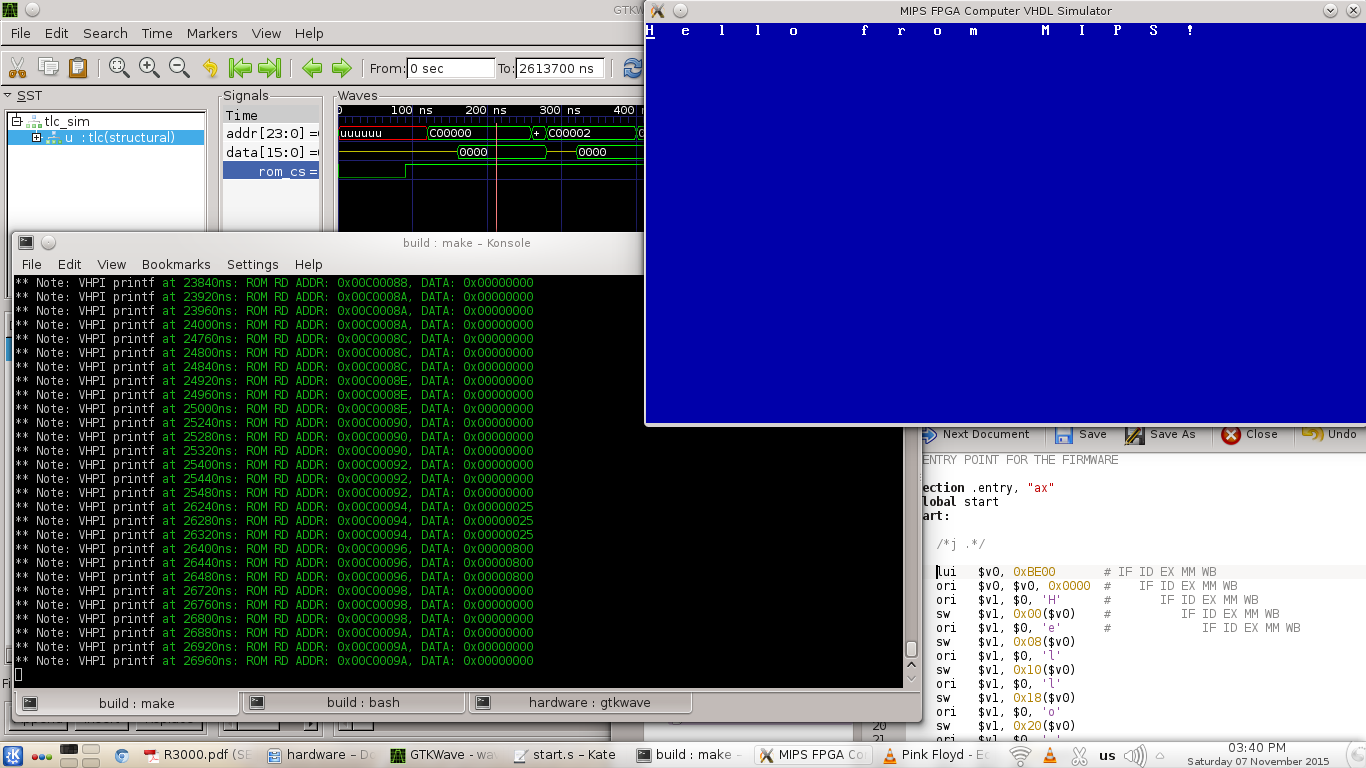 GTKW
File Edit Search Time Markers View Help
From: 0 sec To: 2613700 ns
SST
tlc_sim
u : tlc(structural)
Signals
Time
addr[23:0]
data[15:0]
rom_cs =
Waves
0 100 ns 200 ns 300 ns 400
uuuuuu C00000 + C00002
0000 0000
MIPS FPGA Computer VHDL Simulator
H e l l o f r o m M I P S !
build : make – Konsole
File Edit View Bookmarks Settings Help
** Note: VHPI printf at 23840ns: ROM RD ADDR: 0x00C00088, DATA: 0x00000000
** Note: VHPI printf at 23920ns: ROM RD ADDR: 0x00C0008A, DATA: 0x00000000
** Note: VHPI printf at 23960ns: ROM RD ADDR: 0x00C0008A, DATA: 0x00000000
** Note: VHPI printf at 24000ns: ROM RD ADDR: 0x00C0008A, DATA: 0x00000000
** Note: VHPI printf at 24760ns: ROM RD ADDR: 0x00C0008C, DATA: 0x00000000
** Note: VHPI printf at 24800ns: ROM RD ADDR: 0x00C0008C, DATA: 0x00000000
** Note: VHPI printf at 24840ns: ROM RD ADDR: 0x00C0008C, DATA: 0x00000000
** Note: VHPI printf at 24920ns: ROM RD ADDR: 0x00C0008E, DATA: 0x00000000
** Note: VHPI printf at 24960ns: ROM RD ADDR: 0x00C0008E, DATA: 0x00000000
** Note: VHPI printf at 25000ns: ROM RD ADDR: 0x00C0008E, DATA: 0x00000000
** Note: VHPI printf at 25240ns: ROM RD ADDR: 0x00C00090, DATA: 0x00000000
** Note: VHPI printf at 25280ns: ROM RD ADDR: 0x00C00090, DATA: 0x00000000
** Note: VHPI printf at 25320ns: ROM RD ADDR: 0x00C00090, DATA: 0x00000000
** Note: VHPI printf at 25400ns: ROM RD ADDR: 0x00C00092, DATA: 0x00000000
** Note: VHPI printf at 25440ns: ROM RD ADDR: 0x00C00092, DATA: 0x00000000
** Note: VHPI printf at 25480ns: ROM RD ADDR: 0x00C00092, DATA: 0x00000000
** Note: VHPI printf at 26240ns: ROM RD ADDR: 0x00C00094, DATA: 0x00000025
** Note: VHPI printf at 26280ns: ROM RD ADDR: 0x00C00094, DATA: 0x00000025
** Note: VHPI printf at 26320ns: ROM RD ADDR: 0x00C00094, DATA: 0x00000025
** Note: VHPI printf at 26400ns: ROM RD ADDR: 0x00C00096, DATA: 0x00000800
** Note: VHPI printf at 26440ns: ROM RD ADDR: 0x00C00096, DATA: 0x00000800
** Note: VHPI printf at 26480ns: ROM RD ADDR: 0x00C00096, DATA: 0x00000800
** Note: VHPI printf at 26720ns: ROM RD ADDR: 0x00C00098, DATA: 0x00000000
** Note: VHPI printf at 26760ns: ROM RD ADDR: 0x00C00098, DATA: 0x00000000
** Note: VHPI printf at 26800ns: ROM RD ADDR: 0x00C00098, DATA: 0x00000000
** Note: VHPI printf at 26880ns: ROM RD ADDR: 0x00C0009A, DATA: 0x00000000
** Note: VHPI printf at 26920ns: ROM RD ADDR: 0x00C0009A, DATA: 0x00000000
** Note: VHPI printf at 26960ns: ROM RD ADDR: 0x00C0009A, DATA: 0x00000000
build : make build : bash hardware : gtkwave
Next Document Save Save As Close Undo
ENTRY POINT FOR THE FIRMWARE
ection .entry, "ax"
lobal start
art:
/*j .*/
lui $v0, 0xBE00 # IF ID EX MM WB
ori $v0, $v0, 0x0000 # IF ID EX MM WB
ori $v1, $0, 'H' # IF ID EX MM WB
sw $v1, 0x00($v0) # IF ID EX MM WB
ori $v1, $0, 'e' # IF ID EX MM WB
sw $v1, 0x08($v0)
ori $v1, $0, 'l'
sw $v1, 0x10($v0)
ori $v1, $0, 'l'
sw $v1, 0x18($v0)
ori $v1, $0, 'o'
20 sw $v1, 0x20($v0)
21
R3000.pdf (SE hardware – Do GTKWave - wav start.s – Kate build : make – MIPS FPGA Com Pink Floyd - Ec us 03:40 PM
Saturday 07 November 2015